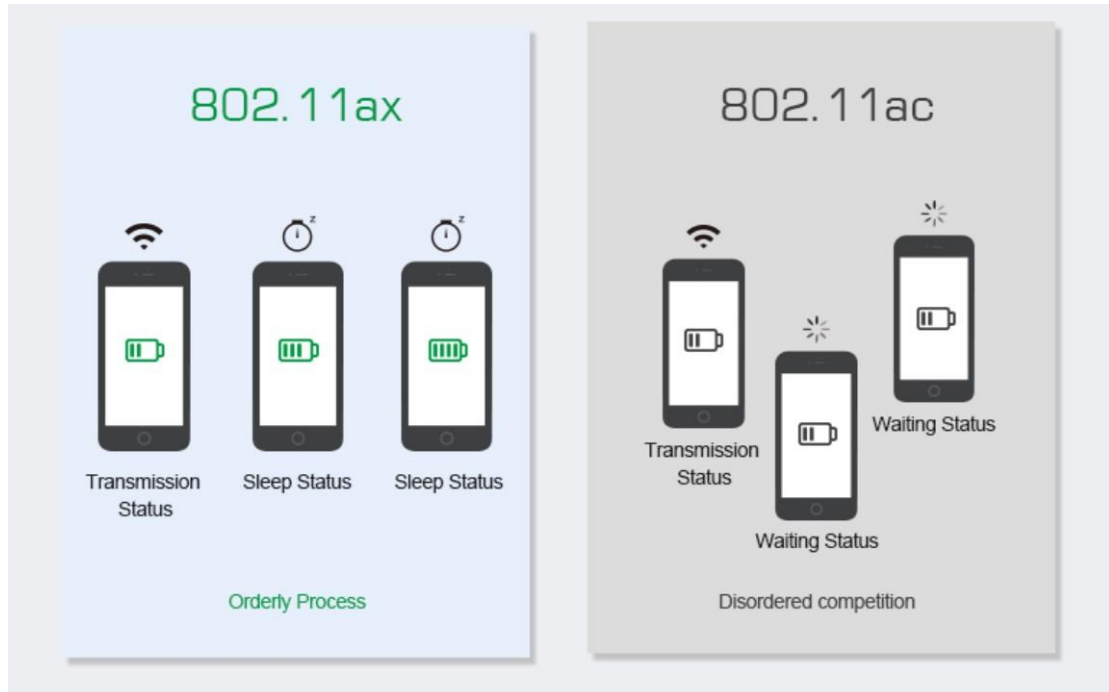 802.11ax
z
z
Transmission
Status
Sleep Status
Sleep Status
Orderly Process
802.11ac
Transmission
Status
Waiting Status
Waiting Status
Disordered competition